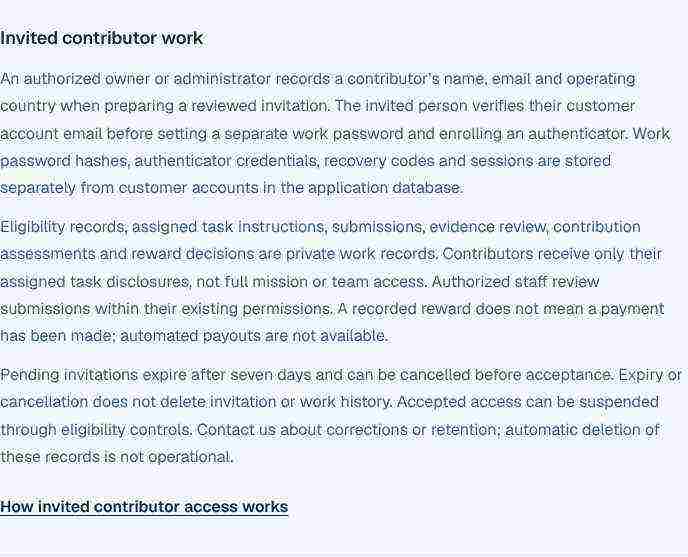 Invited contributor work
An authorized owner or administrator records a contributor's name, email and operating
country when preparing a reviewed invitation. The invited person verifies their customer
account email before setting a separate work password and enrolling an authenticator. Work
password hashes, authenticator credentials, recovery codes and sessions are stored
separately from customer accounts in the application database.
Eligibility records, assigned task instructions, submissions, evidence review, contribution
assessments and reward decisions are private work records. Contributors receive only their
assigned task disclosures, not full mission or team access. Authorized staff review
submissions within their existing permissions. A recorded reward does not mean a payment
has been made; automated payouts are not available.
Pending invitations expire after seven days and can be cancelled before acceptance. Expiry or
cancellation does not delete invitation or work history. Accepted access can be suspended
through eligibility controls. Contact us about corrections or retention; automatic deletion of
these records is not operational.
How invited contributor access works